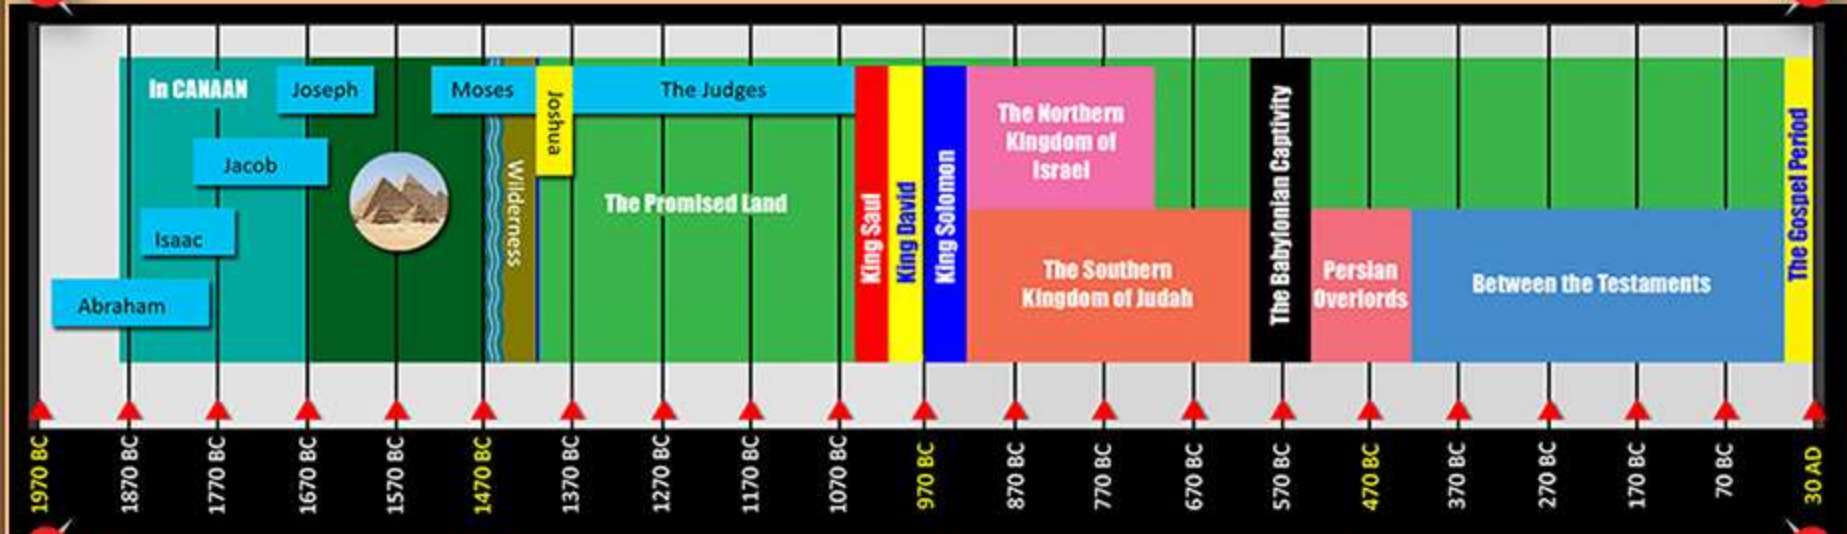 In CANAAN
Joseph
Moses
Joshua
The Judges
Jacob
Isaac
Abraham
Wilderness
The Promised Land
King Saul
King David
King Solomon
The Northern
Kingdom of
Israel
The Southern
Kingdom of Judah
The Babylonian Captivity
Persian
Overlords
Between the Testaments
The Gospel Period
1970 BC
1870 BC
1770 BC
1670 BC
1570 BC
1470 BC
1370 BC
1270 BC
1170 BC
1070 BC
970 BC
870 BC
770 BC
670 BC
570 BC
470 BC
370 BC
270 BC
170 BC
70 BC
30 AD